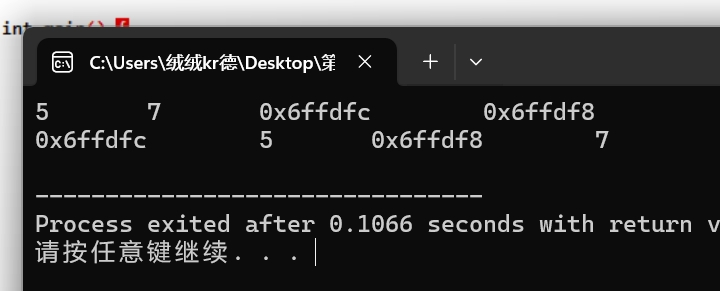 int main() {
C:\Users\绒绒kr德\Desktop\第
5 7 0x6ffdfc 0x6ffdf8
0x6ffdfc 5 0x6ffdf8 7
--------------------------------
Process exited after 0.1066 seconds with return v
请按任意键继续. . .